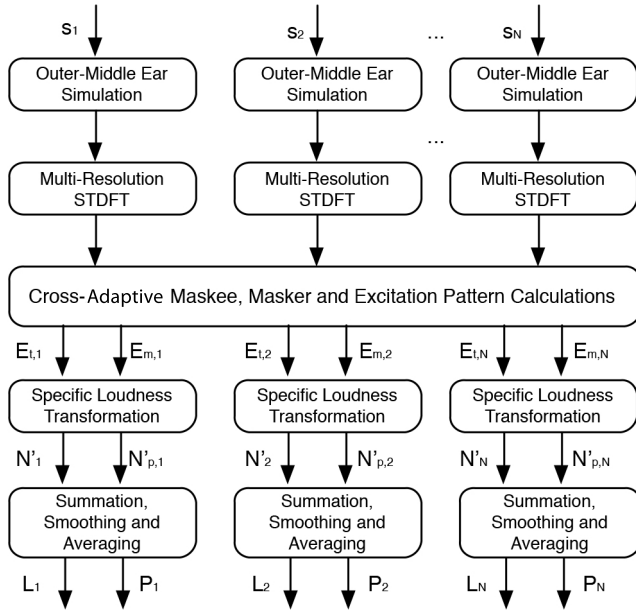 s1 s2 ... sN
Outer-Middle Ear Simulation Outer-Middle Ear Simulation Outer-Middle Ear Simulation
...
Multi-Resolution STDFT Multi-Resolution STDFT Multi-Resolution STDFT
Cross-Adaptive Maskee, Masker and Excitation Pattern Calculations
Et,1 Em,1 Et,2 Em,2 Et,N Em,N
Specific Loudness Transformation Specific Loudness Transformation Specific Loudness Transformation
N'1 N'p,1 N'2 N'p,2 N'N N'p,N
Summation, Smoothing and Averaging Summation, Smoothing and Averaging Summation, Smoothing and Averaging
L1 P1 L2 P2 LN PN